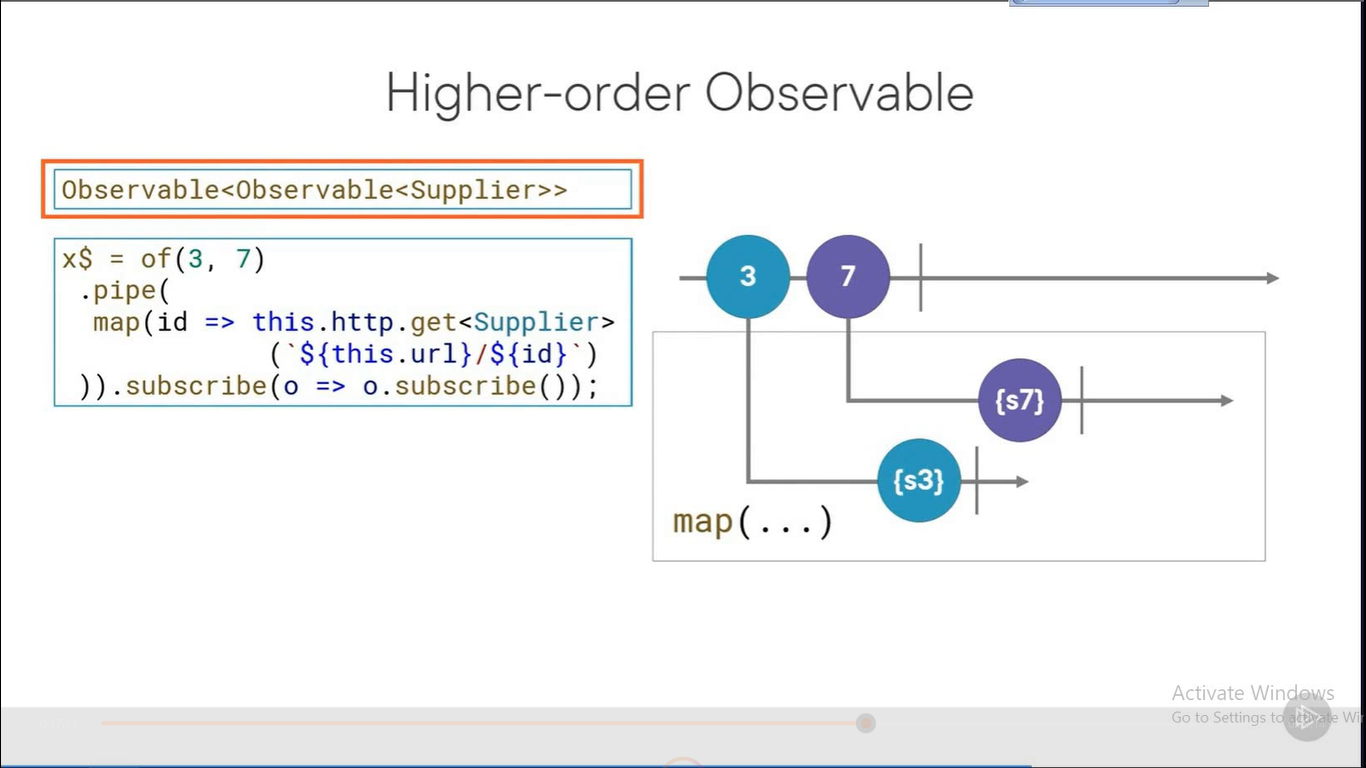 Higher-order Observable
Observable<Observable<Supplier>>
x$ = of(3, 7)
.pipe(
map(id => this.http.get<Supplier>
(`${this.url}/${id}`)
)).subscribe(o => o.subscribe());
3
7
{s7}
{s3}
map(...)
Activate Windows
Go to Settings to activate Wi